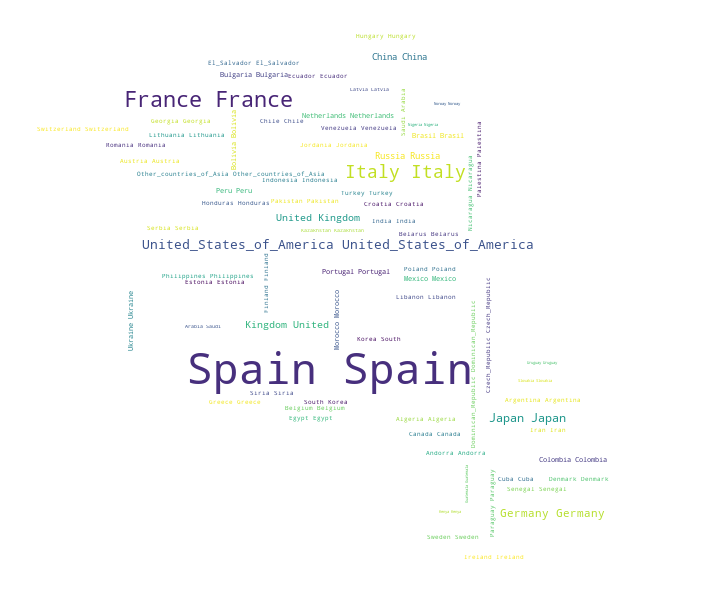 Hungary Hungary
China China
El_Salvador El_Salvador
Bulgaria Bulgaria
Ecuador Ecuador
Latvia Latvia
France France
Saudi Arabia
Norway Norway
Bolivia Bolivia
Netherlands Netherlands
Georgia Georgia
Chile Chile
Nigeria Nigeria
Switzerland Switzerland
Venezuela Venezuela
Lithuania Lithuania
Brasil Brasil
Palestina Palestina
Romania Romania
Jordania Jordania
Russia Russia
Nicaragua Nicaragua
Austria Austria
Italy Italy
Other_countries_of_Asia Other_countries_of_Asia
Indonesia Indonesia
Peru Peru
Turkey Turkey
Honduras Honduras
Pakistan Pakistan
Croatia Croatia
United Kingdom
India India
Serbia Serbia
Kazakhstan Kazakhstan
Belarus Belarus
United_States_of_America United_States_of_America
Finland Finland
Portugal Portugal
Poland Poland
Philippines Philippines
Estonia Estonia
Mexico Mexico
Czech_Republic Czech_Republic
Ukraine Ukraine
Morocco Morocco
Lebanon Lebanon
Dominican_Republic Dominican_Republic
Arabia Saudi
Kingdom United
Korea South
Spain Spain
Uruguay Uruguay
Siria Siria
Greece Greece
South Korea
Argentina Argentina
Belgium Belgium
Egypt Egypt
Algeria Algeria
Japan Japan
Iran Iran
Canada Canada
Andorra Andorra
Colombia Colombia
Guatemala Guatemala
Paraguay Paraguay
Cuba Cuba
Denmark Denmark
Senegal Senegal
Germany Germany
Sweden Sweden
Ireland Ireland